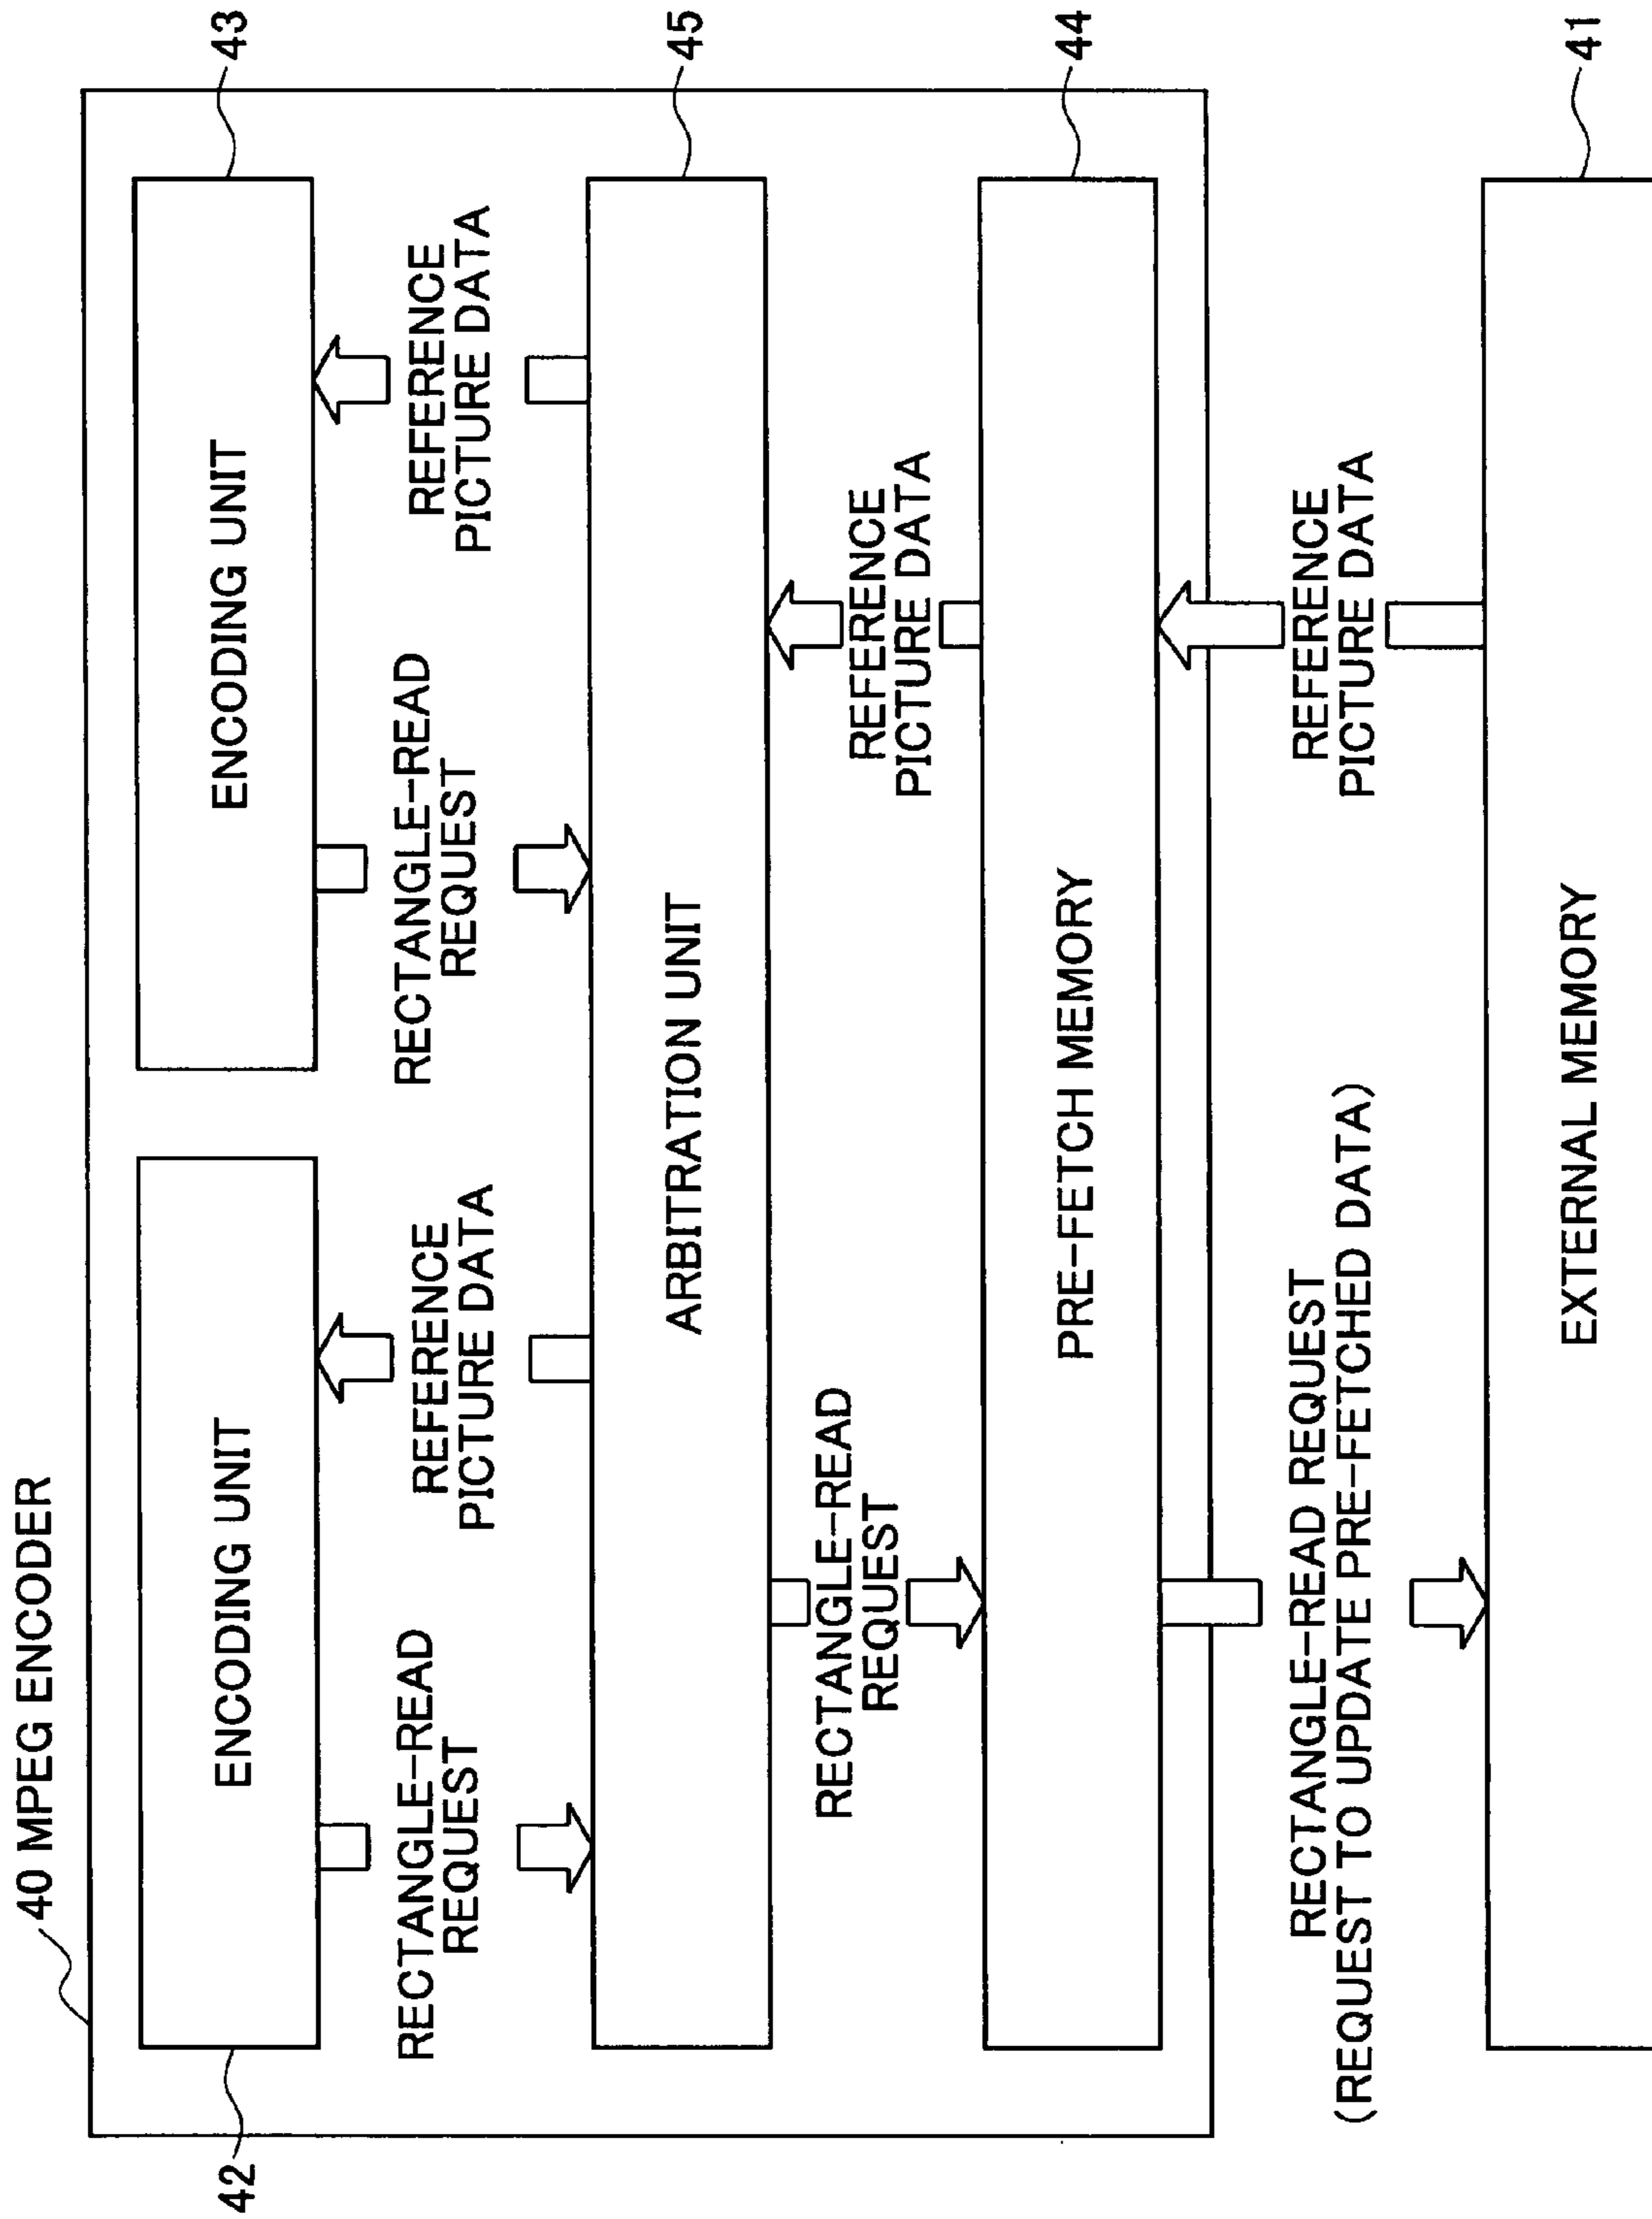 40 MPEG ENCODER
42
ENCODING UNIT
ENCODING UNIT
43
RECTANGLE-READ
REQUEST
REFERENCE
PICTURE DATA
RECTANGLE-READ
REQUEST
REFERENCE
PICTURE DATA
ARBITRATION UNIT
45
RECTANGLE-READ
REQUEST
REFERENCE
PICTURE DATA
PRE-FETCH MEMORY
44
RECTANGLE-READ REQUEST
(REQUEST TO UPDATE PRE-FETCHED DATA)
REFERENCE
PICTURE DATA
EXTERNAL MEMORY
41